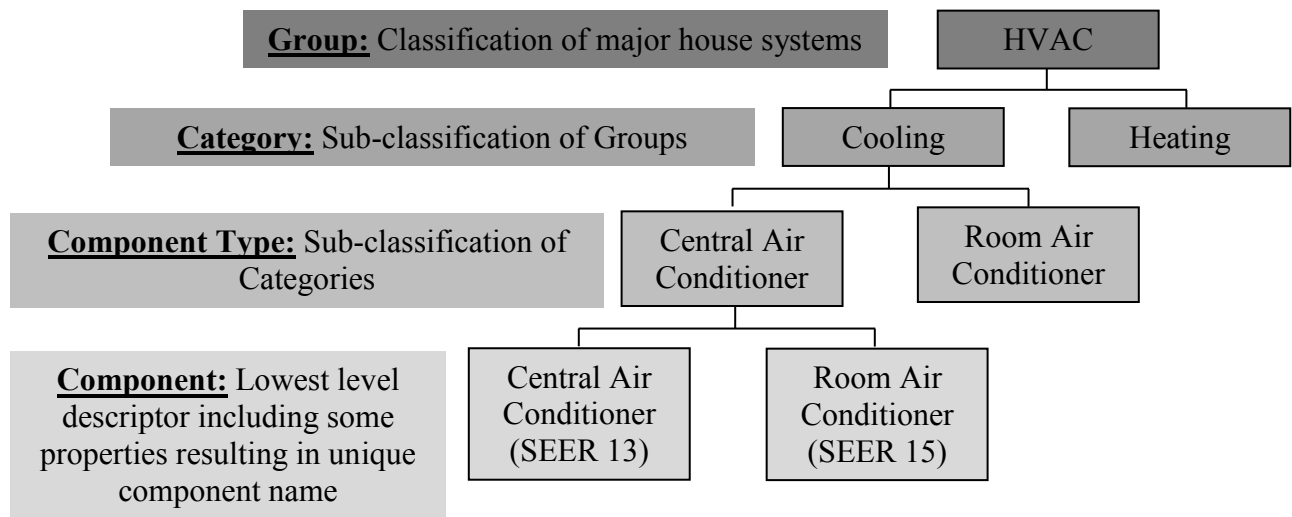 Group: Classification of major house systems
HVAC
Category: Sub-classification of Groups
Cooling
Heating
Component Type: Sub-classification of
Categories
Central Air
Conditioner
Room Air
Conditioner
Component: Lowest level
descriptor including some
properties resulting in unique
component name
Central Air
Conditioner
(SEER 13)
Room Air
Conditioner
(SEER 15)